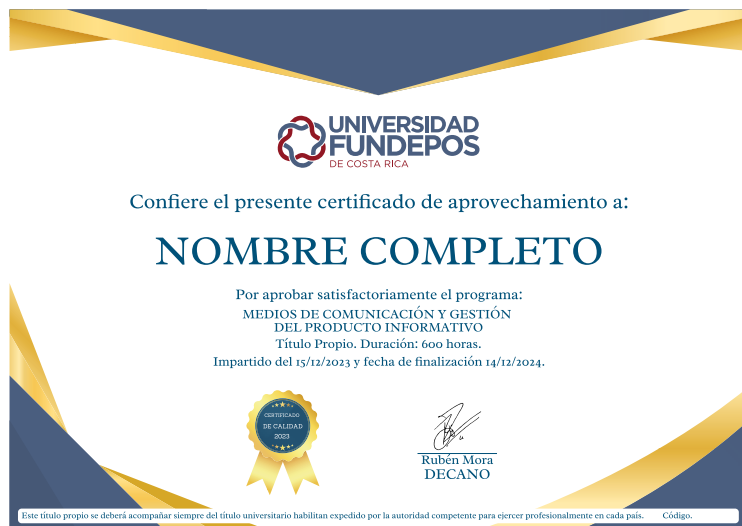 UNIVERSIDAD
FUNDEPOS
DE COSTA RICA
Confiere el presente certificado de aprovechamiento a:
NOMBRE COMPLETO
Por aprobar satisfactoriamente el programa:
MEDIOS DE COMUNICACIÓN Y GESTIÓN
DEL PRODUCTO INFORMATIVO
Título Propio. Duración: 600 horas.
Impartido del 15/12/2023 y fecha de finalización 14/12/2024.
CERTIFICADO
DE CALIDAD
2023
Rubén Mora
DECANO
Este título propio se deberá acompañar siempre del título universitario habilitan expedido por la autoridad competente para ejercer profesionalmente en cada país. Código.